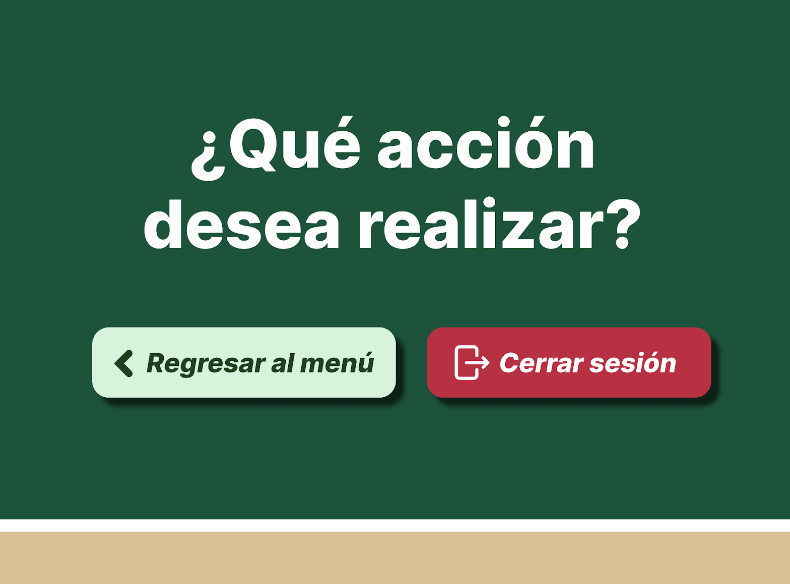 ¿Qué acción
desea realizar?
Regresar al menú
Cerrar sesión